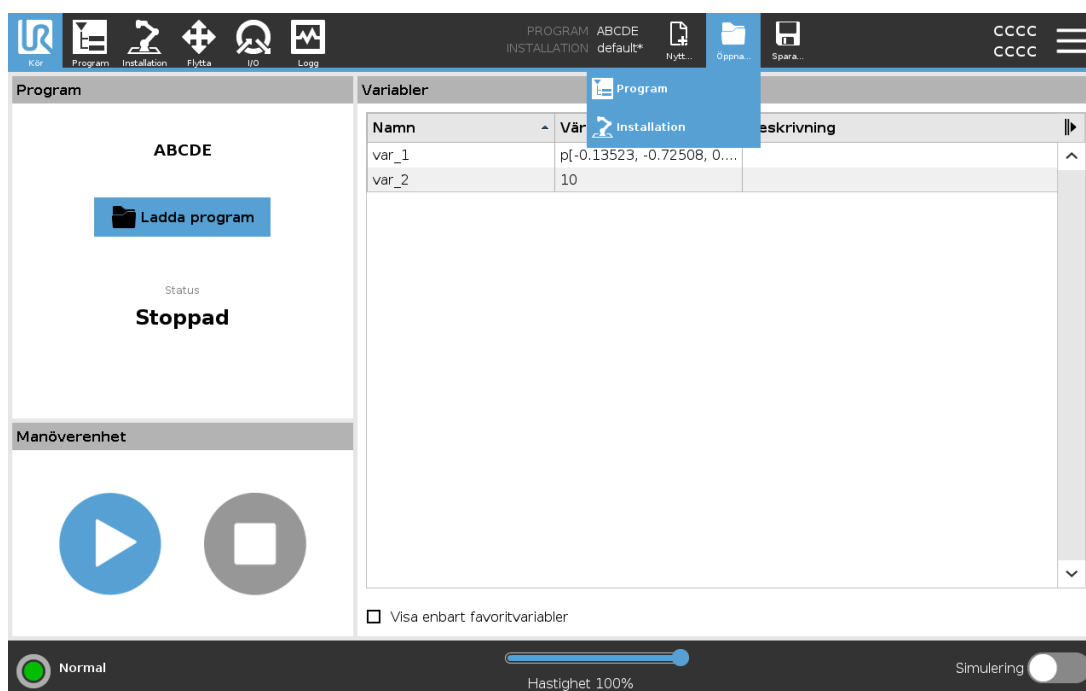 Kör
Program
Installation
Flytta
I/O
Logg
PROGRAM ABCDE
INSTALLATION default*
Nytt...
Öppna...
Spara...
CCCC
CCCC
Program
Installation
Program
ABCDE
Ladda program
Status
Stoppad
Manöverenhet
Variabler
Namn Vär eskrivning
var_1 p[-0.13523, -0.72508, 0....
var_2 10
Visa enbart favoritvariabler
Normal
Hastighet 100%
Simulering